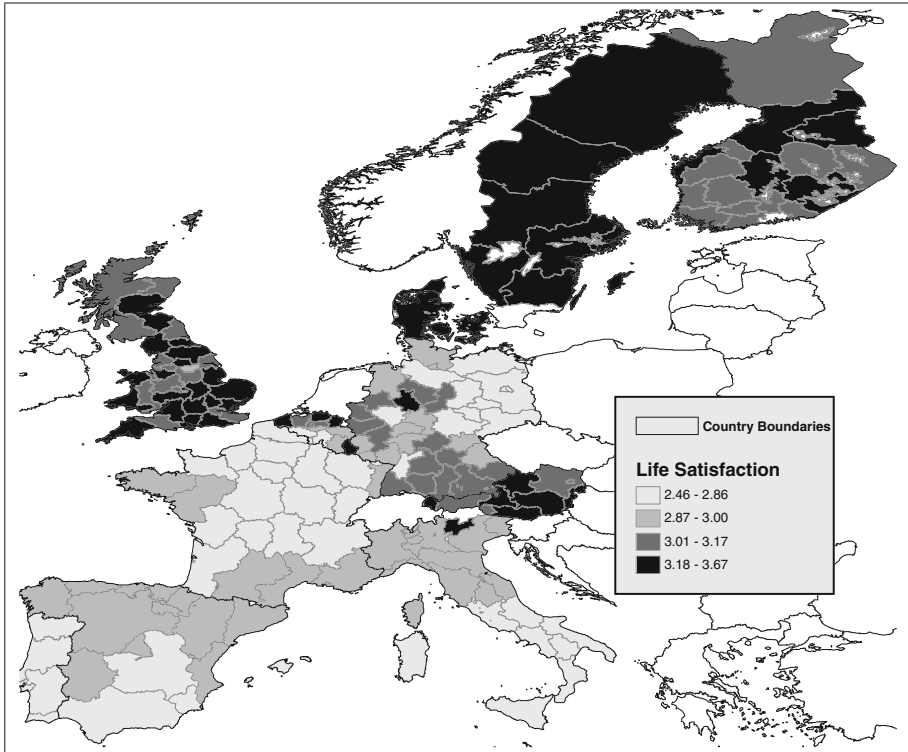 Country Boundaries
Life Satisfaction
2.46 - 2.86
2.87 - 3.00
3.01 - 3.17
3.18 - 3.67